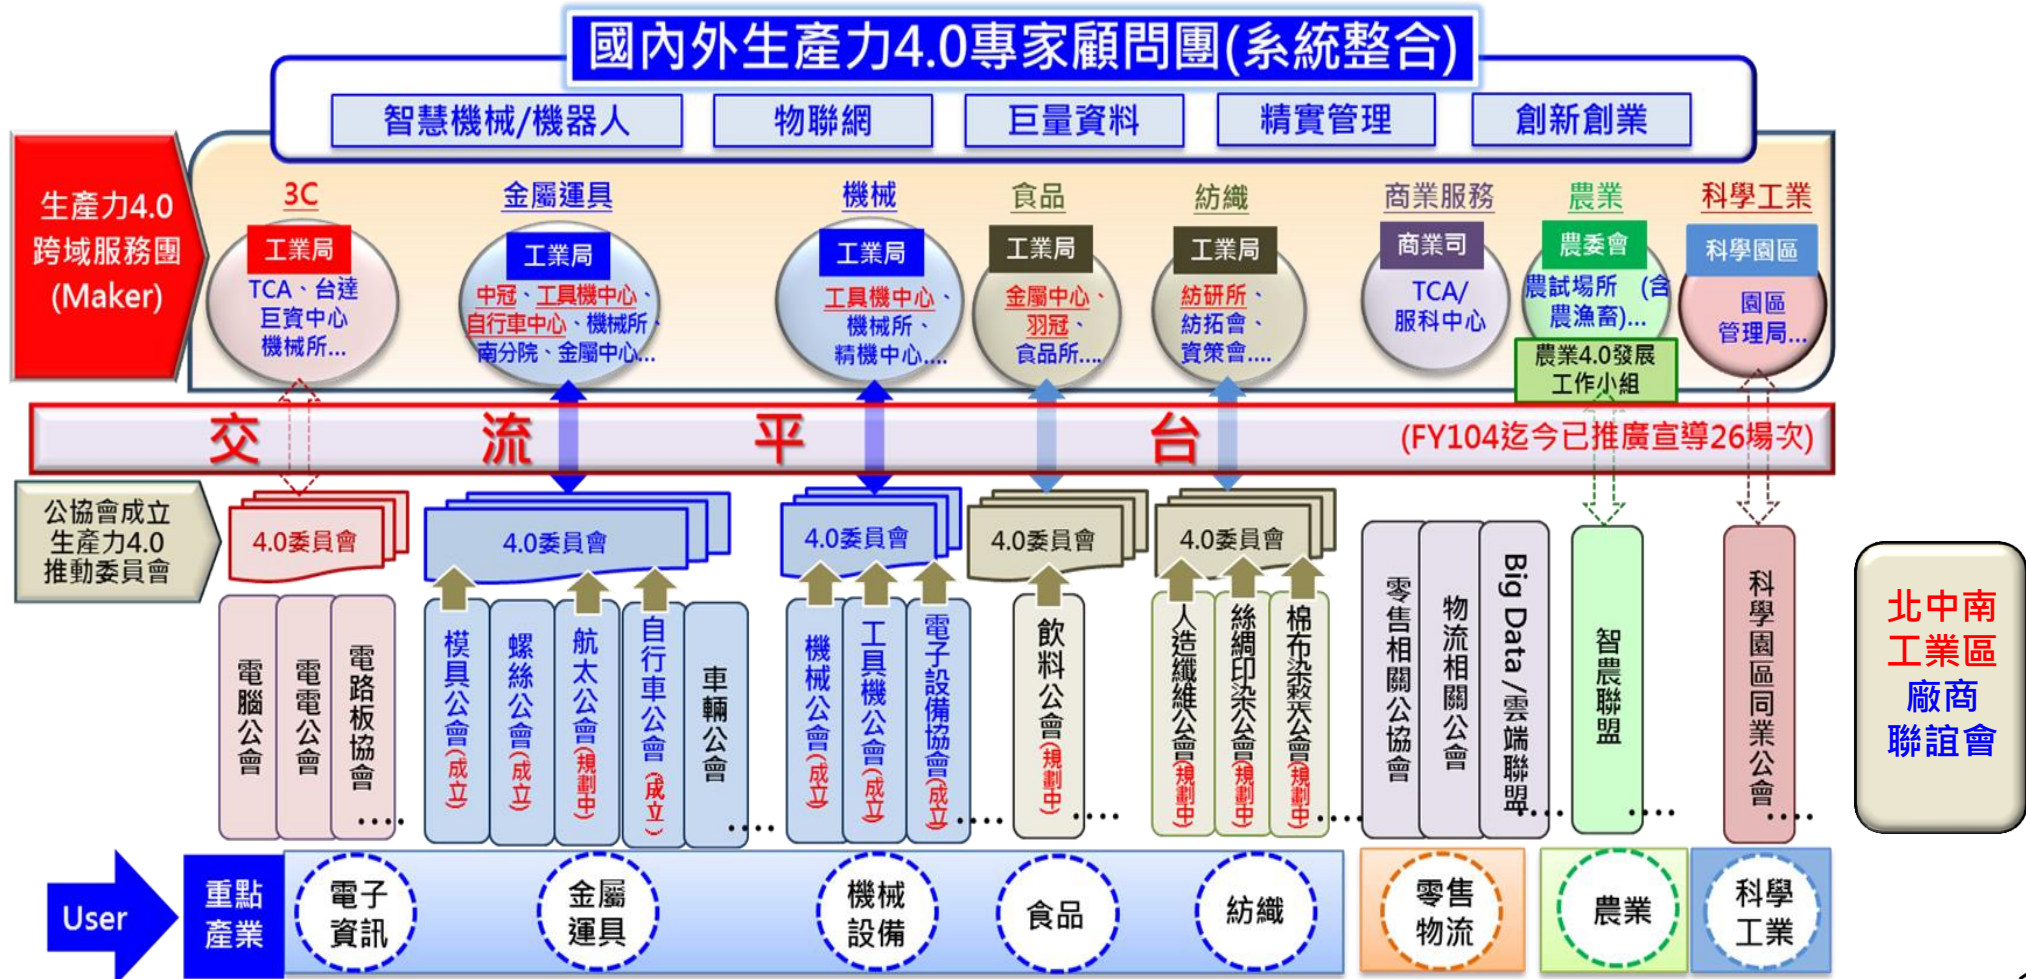 國內外生產力4.0專家顧問團(系統整合)
智慧機械/機器人
物聯網
巨量資料
精實管理
創新創業
生產力4.0
跨域服務團
(Maker)
3C
工業局
TCA、台達
巨資中心
機械所...
金屬運具
工業局
中冠、工具機中心、
自行車中心、機械所、
南分院、金屬中心...
機械
工業局
工具機中心、
機械所、
精機中心....
食品
工業局
金屬中心、
羽冠、
食品所....
紡織
工業局
紡研所、
紡拓會、
資策會....
商業服務
商業司
TCA/
服科中心
農業
農委會
農試場所 (含
農漁畜)...
農業4.0發展
工作小組
科學工業
科學園區
園區
管理局...
交流平台
(FY104迄今已推廣宣導26場次)
公協會成立
生產力4.0
推動委員會
4.0委員會
4.0委員會
4.0委員會
4.0委員會
4.0委員會
電腦公會
電電公會
電路板協會
....
模具公會(成立)
螺絲公會(成立)
航太公會(規劃中)
自行車公會(成立)
車輛公會
....
機械公會(成立)
工具機公會(成立)
電子設備協會(成立)
....
飲料公會(規劃中)
....
人造纖維公會(規劃中)
絲綢印染公會(規劃中)
棉布染整公會(規劃中)
....
零售相關公協會
物流相關公會
Big Data/雲端聯盟
....
智農聯盟
....
科學園區同業公會
....
北中南
工業區
廠商
聯誼會
User
重點
產業
電子
資訊
金屬
運具
機械
設備
食品
紡織
零售
物流
農業
科學
工業